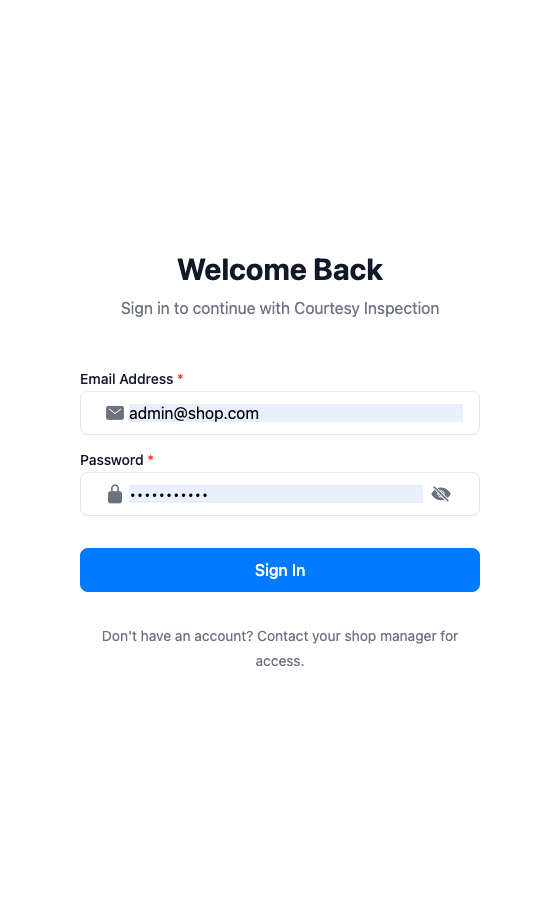 Welcome Back
Sign in to continue with Courtesy Inspection
Email Address *
admin@shop.com
Password *
•••••••••••
Sign In
Don't have an account? Contact your shop manager for
access.